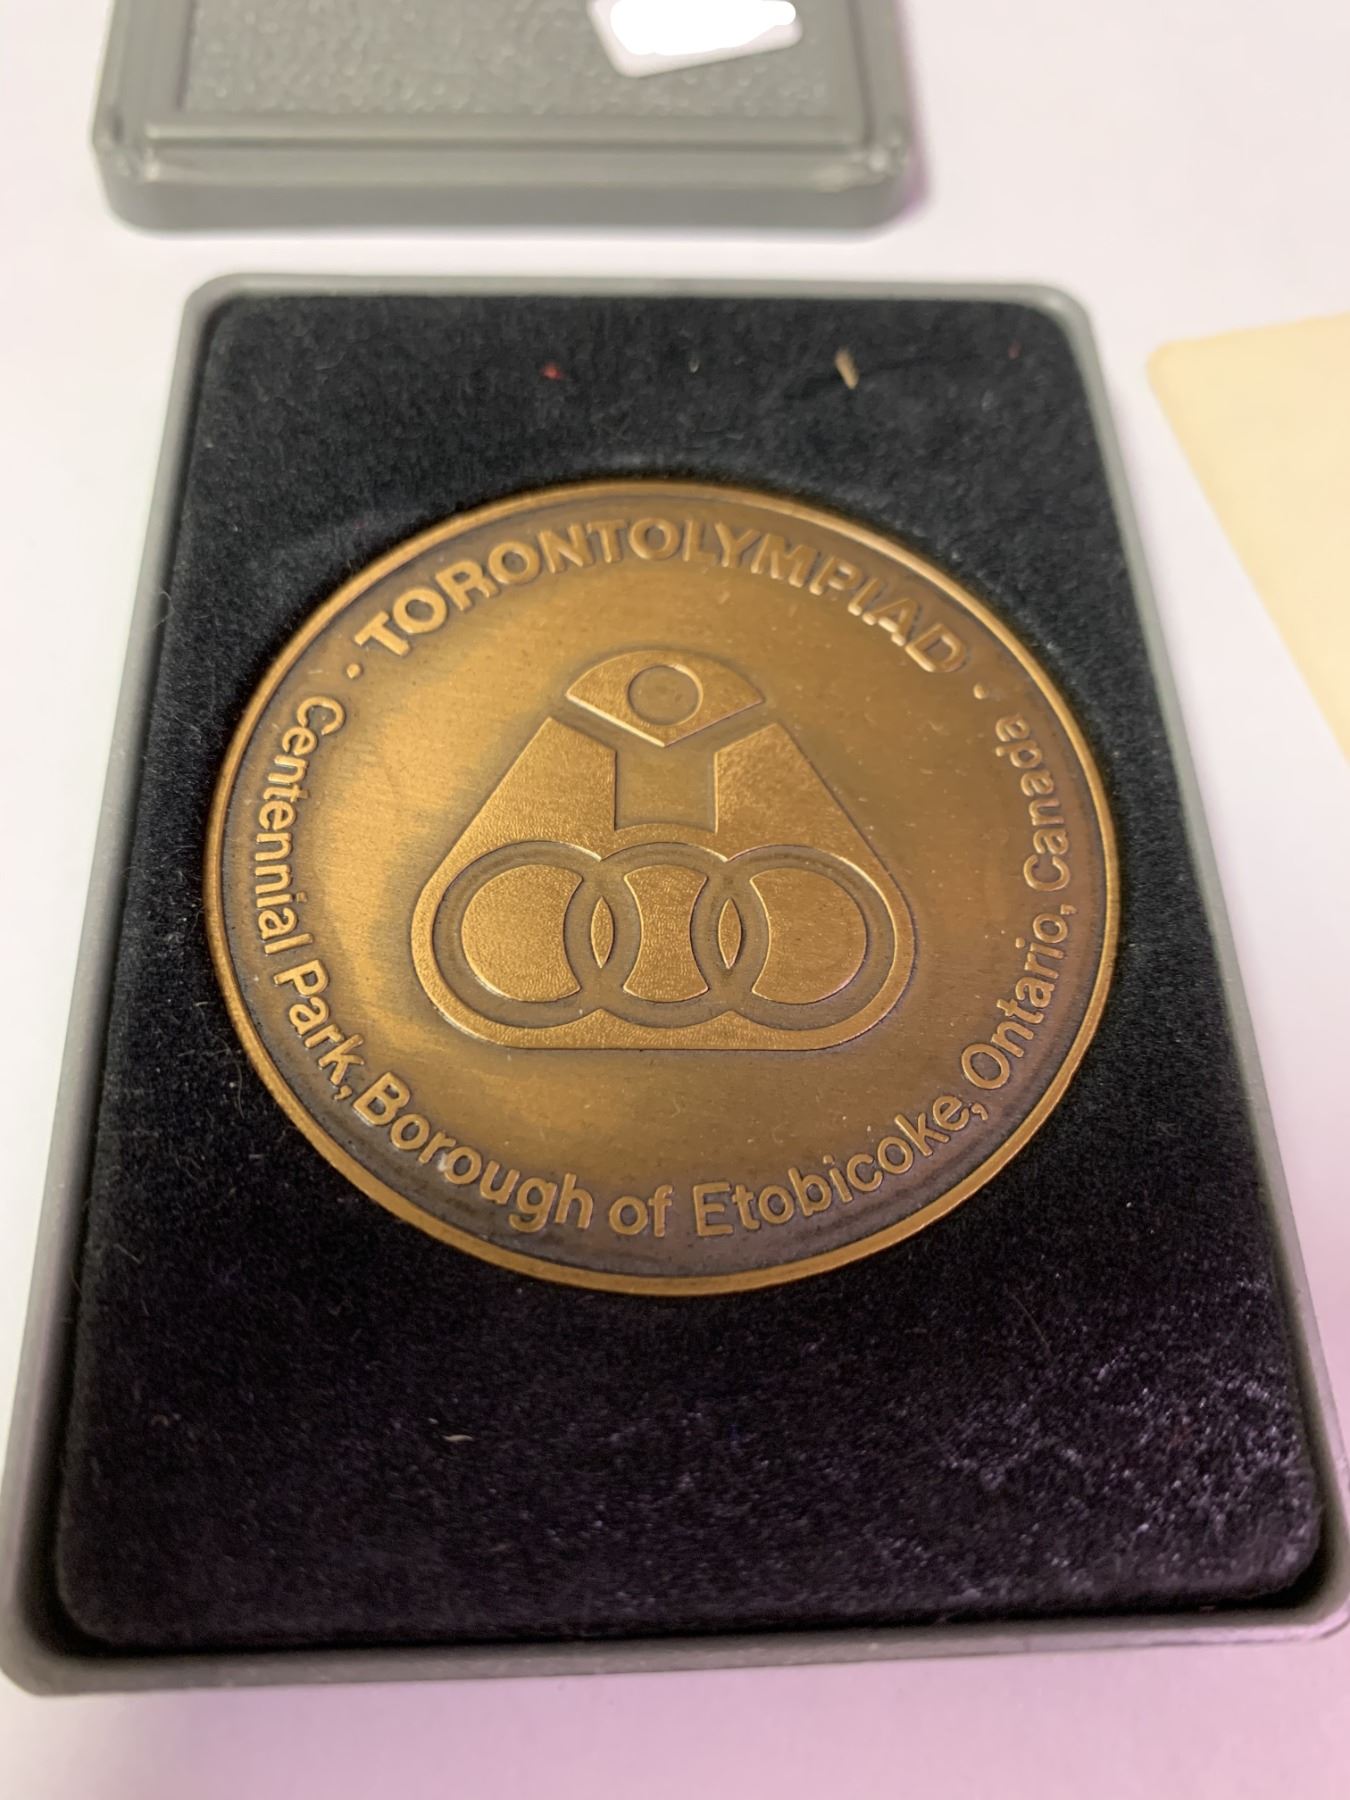 · TORONTOLYMPIAD ·
Centennial Park, Borough of Etobicoke, Ontario, Canada